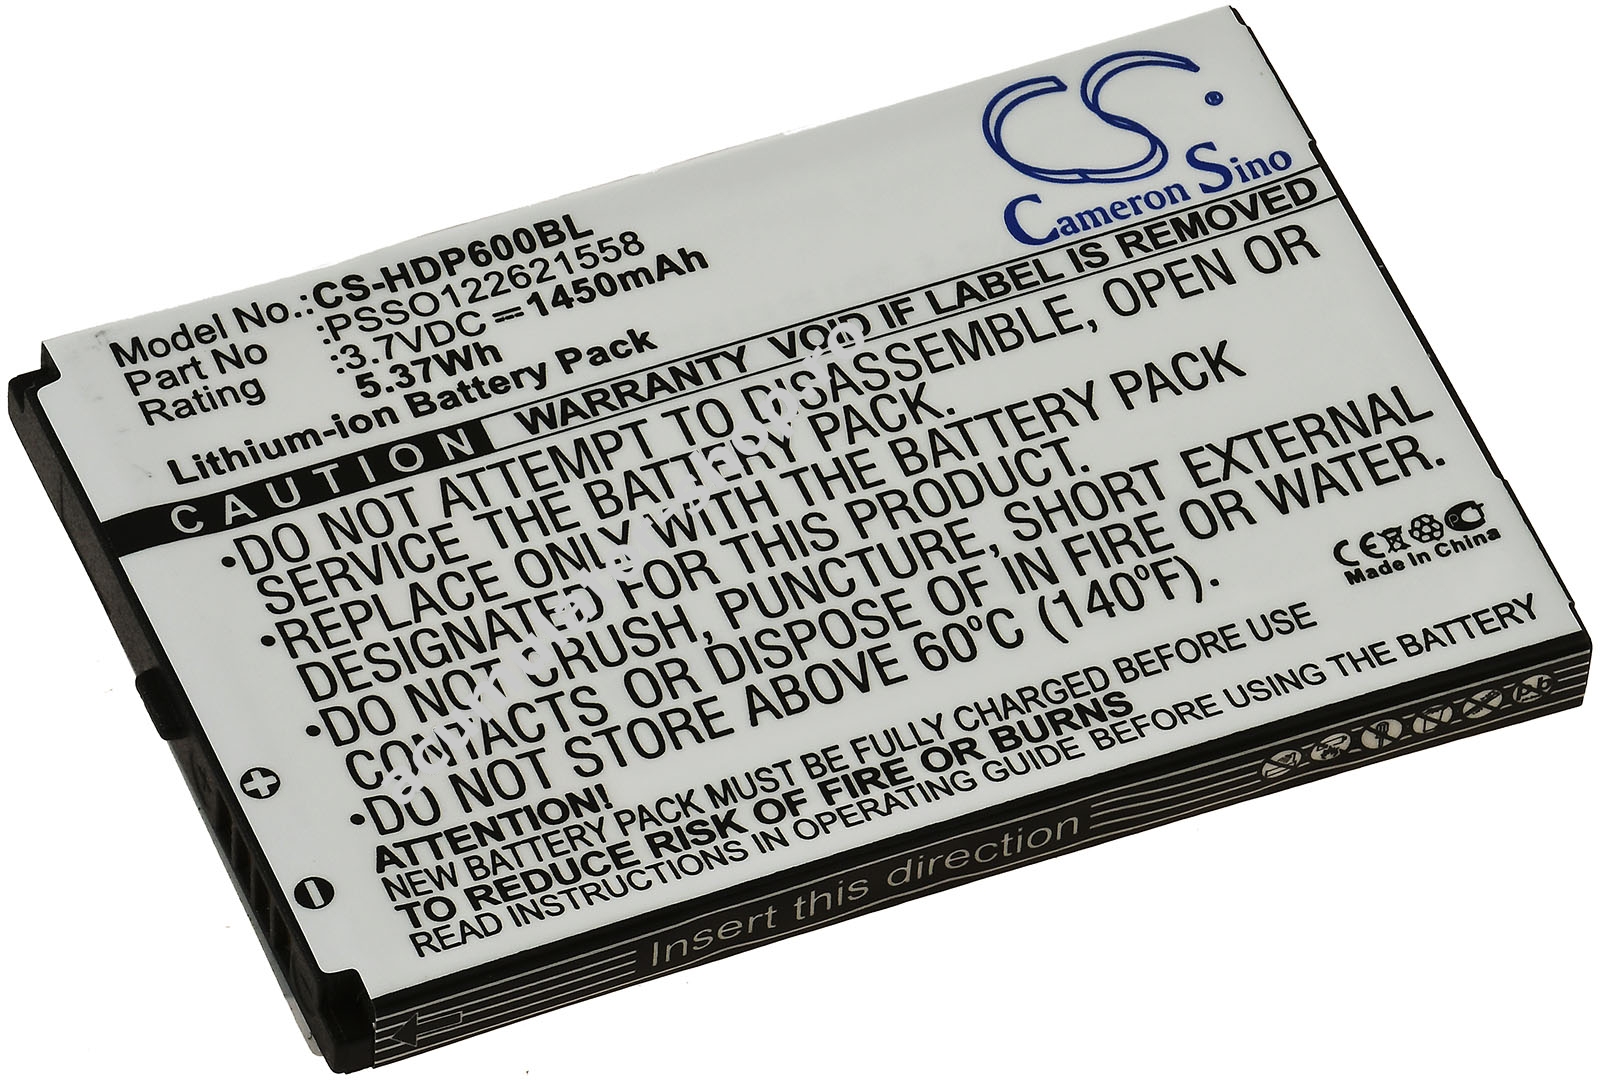 CS®
Cameron Sino
Model No.:CS-HDP600BL
Part No :PSSO122621558
Rating :3.7VDC 1450mAh
5.37Wh
Lithium-ion Battery Pack
CAUTION WARRANTY VOID IF LABEL IS REMOVED
•DO NOT ATTEMPT TO DISASSEMBLE, OPEN OR
SERVICE THE BATTERY PACK.
•REPLACE ONLY WITH THE BATTERY PACK
DESIGNATED FOR THIS PRODUCT.
•DO NOT CRUSH, PUNCTURE, SHORT EXTERNAL
CONTACTS OR DISPOSE OF IN FIRE OR WATER.
•DO NOT STORE ABOVE 60°C (140°F).
CE
Made in China
ATTENTION!
NEW BATTERY PACK MUST BE FULLY CHARGED BEFORE USE
TO REDUCE RISK OF FIRE OR BURNS
READ INSTRUCTIONS IN OPERATING GUIDE BEFORE USING THE BATTERY
+
-
Insert this direction